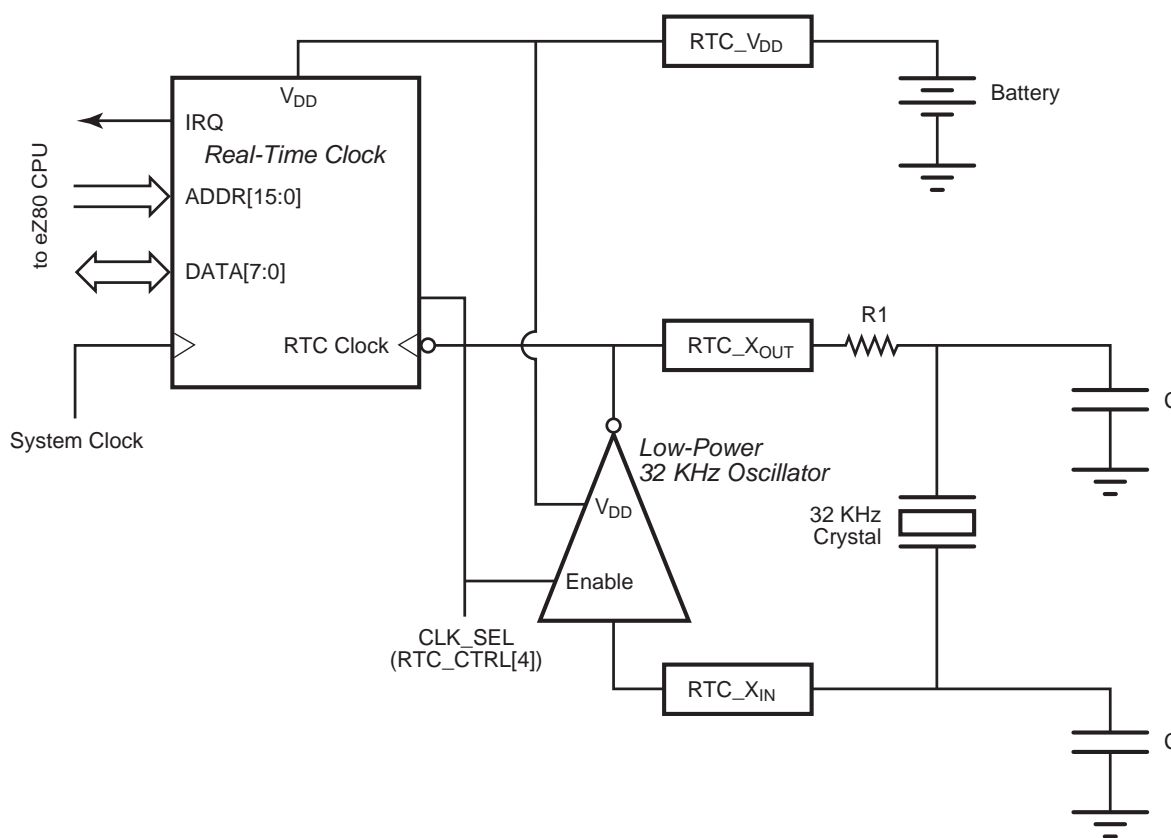 RTC_VDD
VDD
Battery
IRQ
Real-Time Clock
to eZ80 CPU
ADDR[15:0]
DATA[7:0]
R1
RTC Clock
RTC_XOUT
C
System Clock
Low-Power
32 KHz Oscillator
VDD
32 KHz
Crystal
Enable
CLK_SEL
(RTC_CTRL[4])
RTC_XIN
C